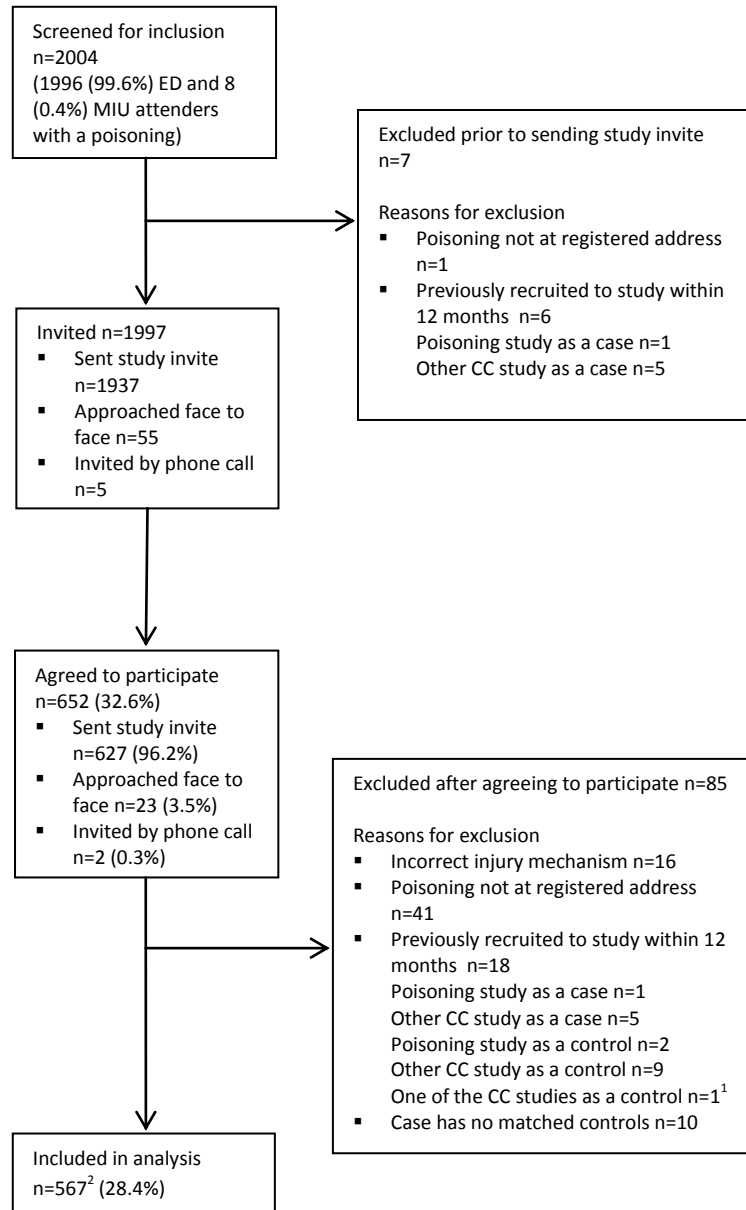 Screened for inclusion
n=2004
(1996 (99.6%) ED and 8
(0.4%) MIU attenders
with a poisoning)
Excluded prior to sending study invite
n=7
Reasons for exclusion
▪ Poisoning not at registered address
n=1
▪ Previously recruited to study within
12 months n=6
Poisoning study as a case n=1
Other CC study as a case n=5
Invited n=1997
▪ Sent study invite
n=1937
▪ Approached face to
face n=55
▪ Invited by phone call
n=5
Agreed to participate
n=652 (32.6%)
▪ Sent study invite
n=627 (96.2%)
▪ Approached face to
face n=23 (3.5%)
▪ Invited by phone call
n=2 (0.3%)
Excluded after agreeing to participate n=85
Reasons for exclusion
▪ Incorrect injury mechanism n=16
▪ Poisoning not at registered address
n=41
▪ Previously recruited to study within 12
months n=18
Poisoning study as a case n=1
Other CC study as a case n=5
Poisoning study as a control n=2
Other CC study as a control n=9
One of the CC studies as a control n=1¹
▪ Case has no matched controls n=10
Included in analysis
n=567² (28.4%)